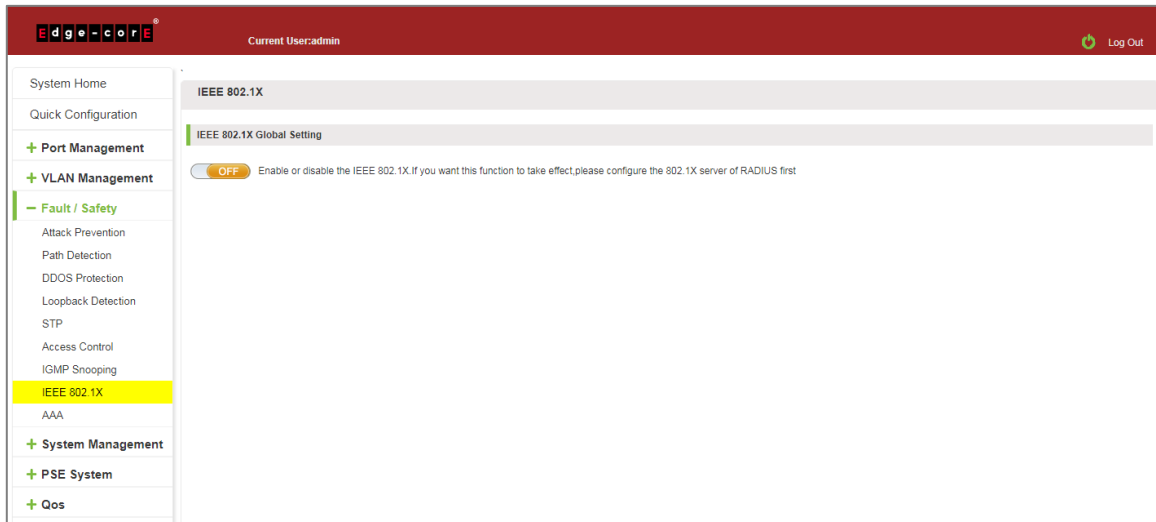 Edge-corE®
Current User:admin
Log Out
System Home
Quick Configuration
+ Port Management
+ VLAN Management
− Fault / Safety
Attack Prevention
Path Detection
DDOS Protection
Loopback Detection
STP
Access Control
IGMP Snooping
IEEE 802.1X
AAA
+ System Management
+ PSE System
+ Qos
IEEE 802.1X
IEEE 802.1X Global Setting
OFF Enable or disable the IEEE 802.1X.If you want this function to take effect,please configure the 802.1X server of RADIUS first